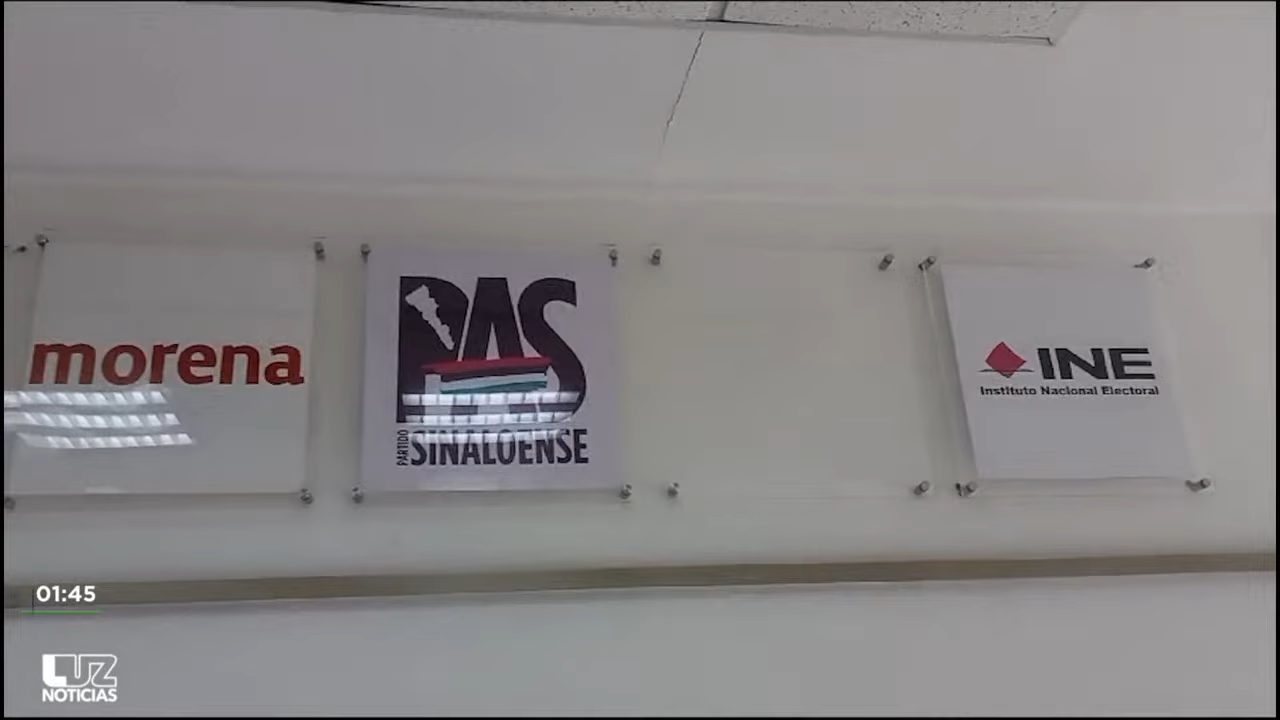 morena
PAS
PARTIDO
SINALOENSE
INE
Instituto Nacional Electoral
01:45
LUZ
NOTICIAS